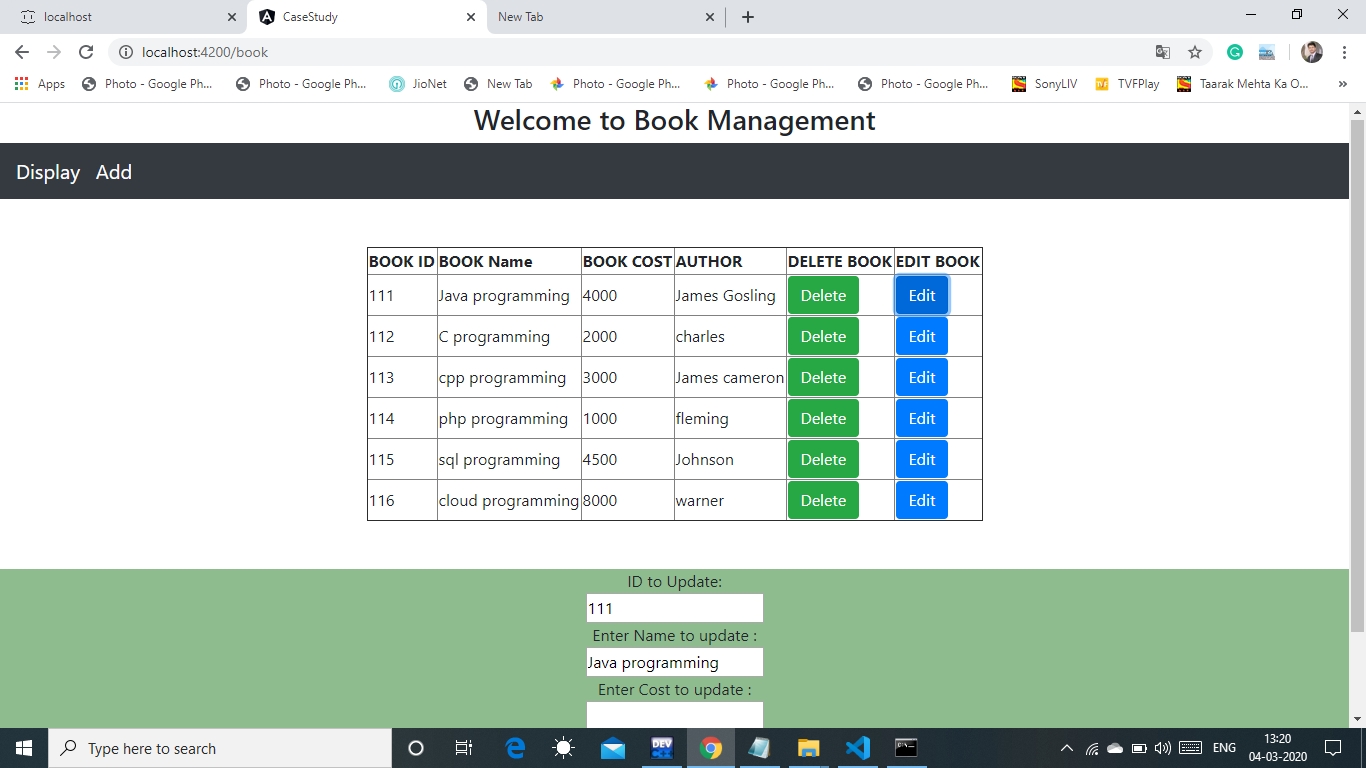 localhost
CaseStudy
New Tab
localhost:4200/book
Apps
Photo - Google Ph...
Photo - Google Ph...
JioNet
New Tab
Photo - Google Ph...
Photo - Google Ph...
Photo - Google Ph...
SonyLIV
TVFPlay
Taarak Mehta Ka O...
»
Welcome to Book Management
Display Add
BOOK ID BOOK Name BOOK COST AUTHOR DELETE BOOK EDIT BOOK
111 Java programming 4000 James Gosling Delete Edit
112 C programming 2000 charles Delete Edit
113 cpp programming 3000 James cameron Delete Edit
114 php programming 1000 fleming Delete Edit
115 sql programming 4500 Johnson Delete Edit
116 cloud programming 8000 warner Delete Edit
ID to Update:
111
Enter Name to update :
Java programming
Enter Cost to update :
Type here to search
DEV
ENG
13:20
04-03-2020